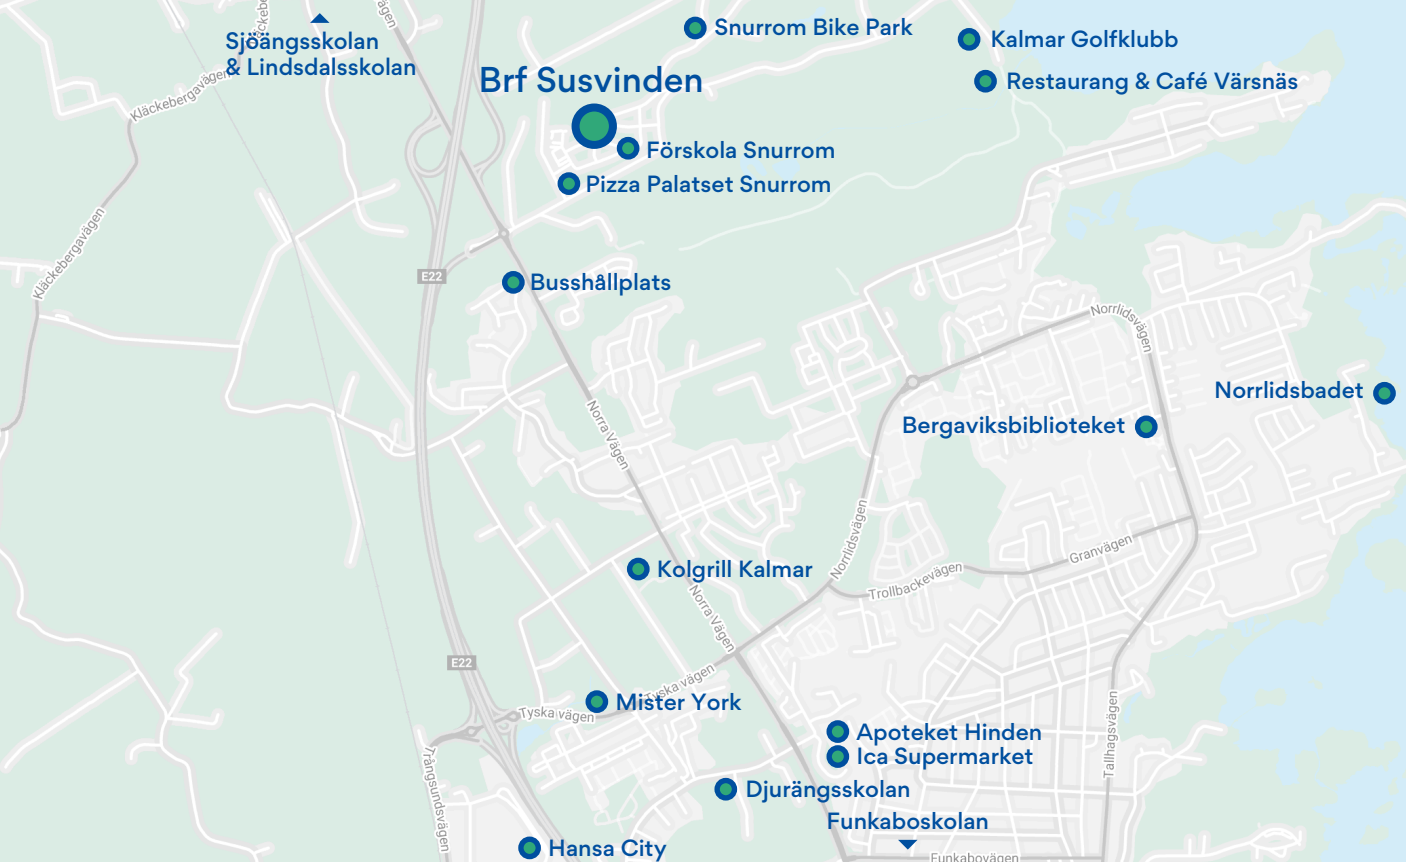 Snurrom Bike Park
Kalmar Golfklubb
Sjöängsskolan
& Lindsdalsskolan
Brf Susvinden
Restaurang & Café Värsnäs
Kläckebergavägen
Förskola Snurrom
Pizza Palatset Snurrom
Kläckebergavägen
E22
Busshållplats
Norrlidsvägen
Norrlidsbadet
Norra Vägen
Bergaviksbiblioteket
Norrlidsvägen
Granvägen
Kolgrill Kalmar
Trollbackevägen
Norra Vägen
E22
Tyska vägen
Mister York
Tyska vägen
Tallhagsvägen
Apoteket Hinden
Ica Supermarket
Trångsundsvägen
Djurängsskolan
Funkaboskolan
Hansa City
Funkabovägen